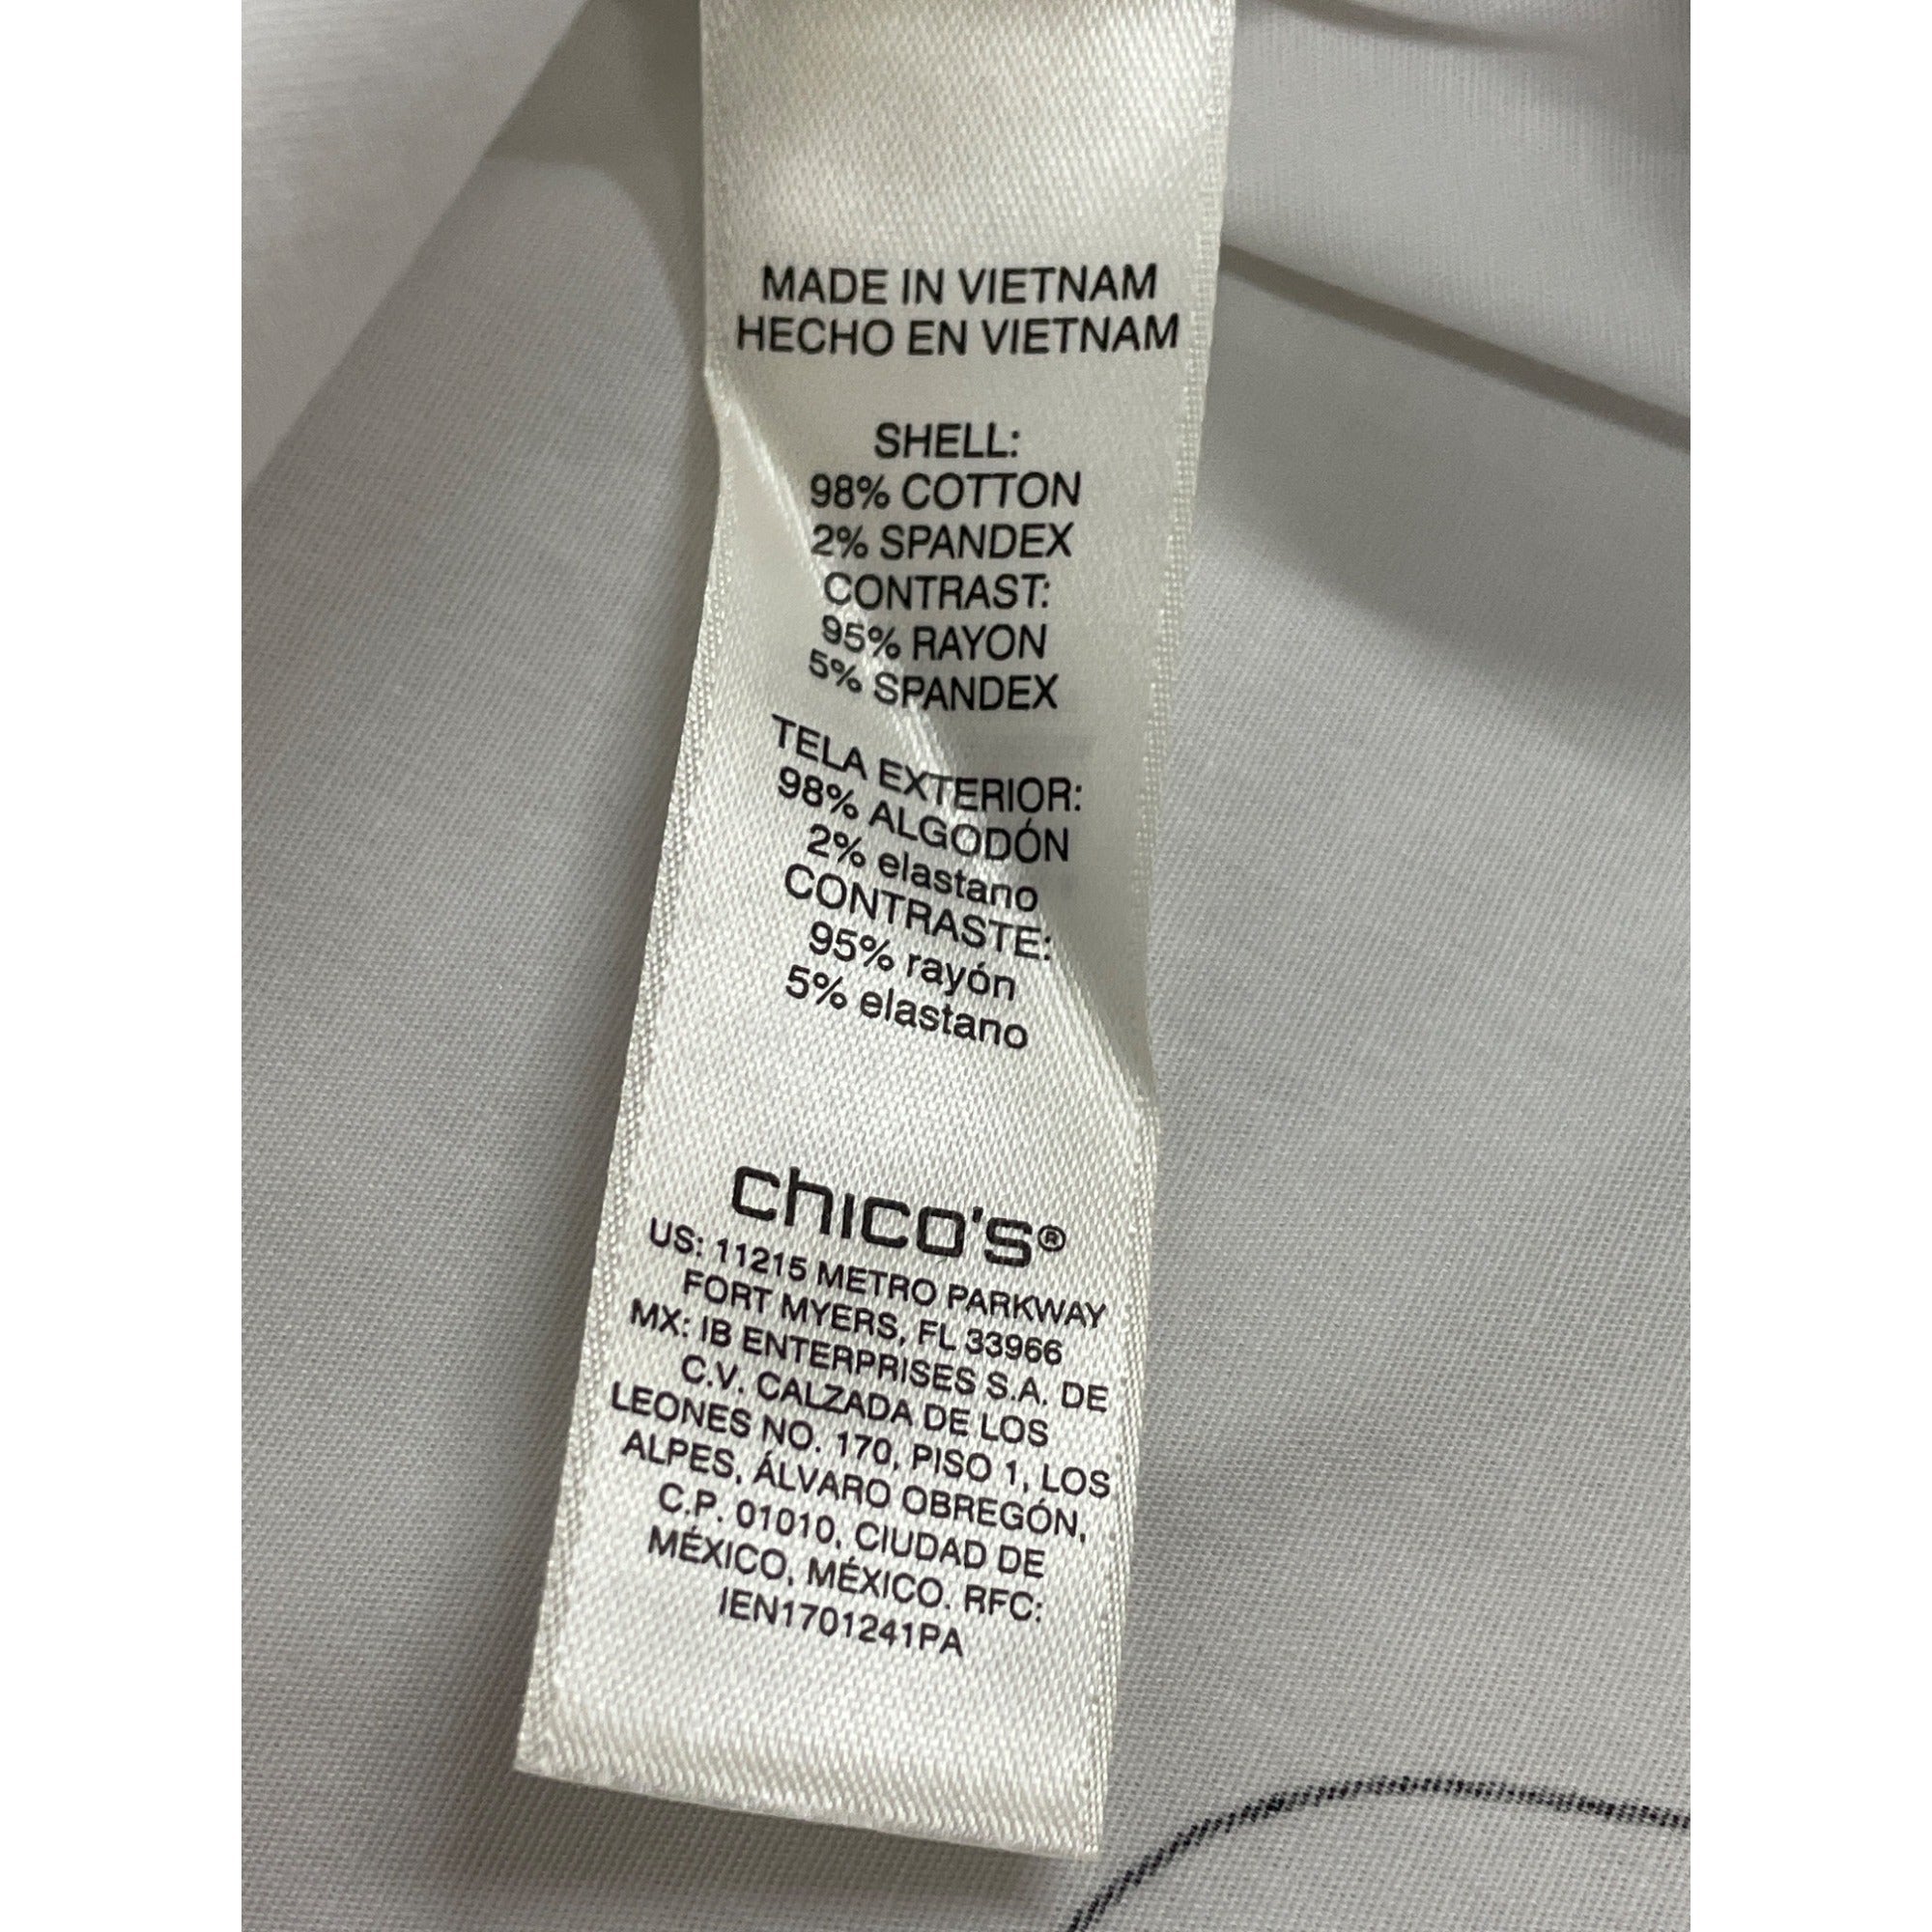 MADE IN VIETNAM
HECHO EN VIETNAM
SHELL:
98% COTTON
2% SPANDEX
CONTRAST:
95% RAYON
5% SPANDEX
TELA EXTERIOR:
98% ALGODÓN
2% elastano
CONTRASTE:
95% rayón
5% elastano
chico's®
US: 11215 METRO PARKWAY
FORT MYERS, FL 33966
MX: IB ENTERPRISES S.A. DE
C.V. CALZADA DE LOS
LEONES NO. 170, PISO 1, LOS
ALPES, ÁLVARO OBREGÓN,
C.P. 01010, CIUDAD DE
MÉXICO, MÉXICO. RFC:
IEN1701241PA